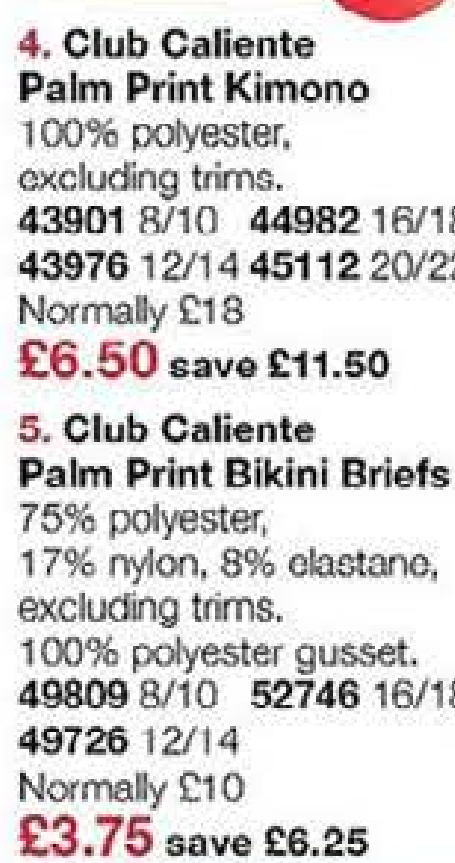 4. Club Caliente
Palm Print Kimono
100% polyester,
excluding trims.
43901 8/10 44982 16/18
43976 12/14 45112 20/22
Normally £18
£6.50 save £11.50
5. Club Caliente
Palm Print Bikini Briefs
75% polyester,
17% nylon, 8% elastane,
excluding trims.
100% polyester gusset.
49809 8/10 52746 16/18
49726 12/14
Normally £10
£3.75 save £6.25